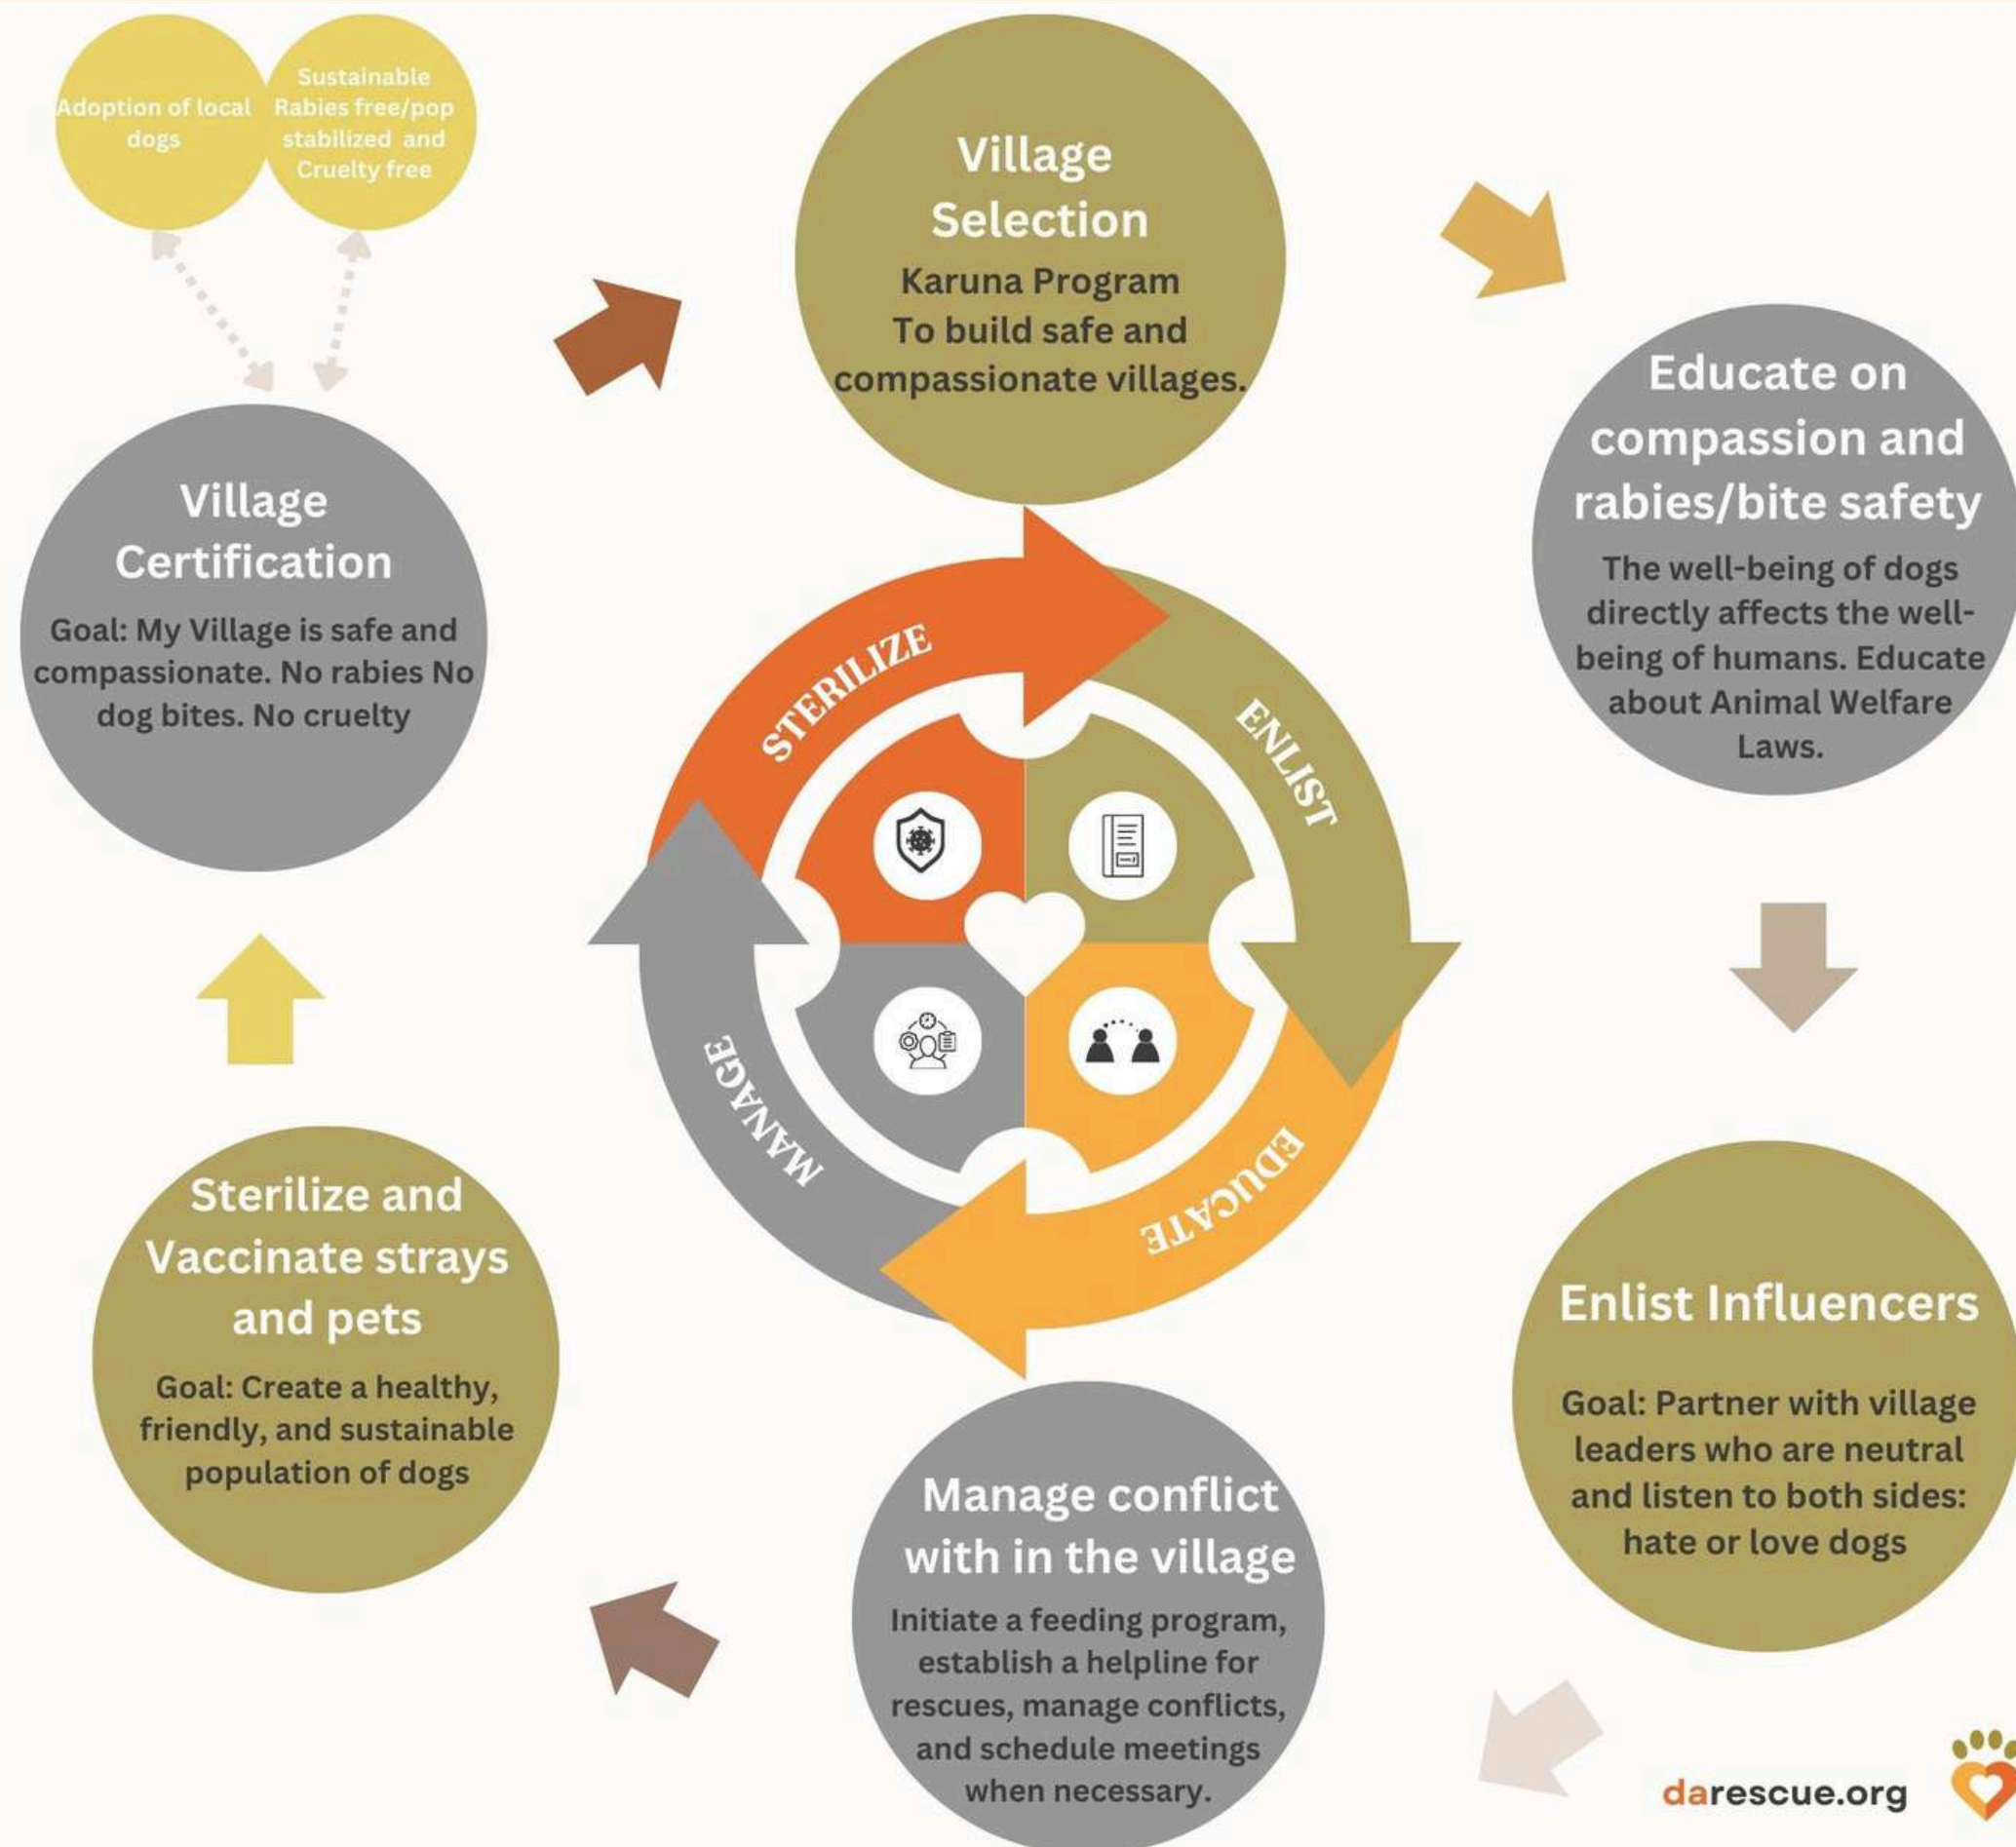 Adoption of local
dogs
Sustainable
Rabies free/pop
stabilized and
Cruelty free
Village
Selection
Karuna Program
To build safe and
compassionate villages.
Educate on
compassion and
rabies/bite safety
The well-being of dogs
directly affects the well-
being of humans. Educate
about Animal Welfare
Laws.
Village
Certification
Goal: My Village is safe and
compassionate. No rabies No
dog bites. No cruelty
STERILIZE
ENLIST
MANAGE
EDUCATE
Sterilize and
Vaccinate strays
and pets
Goal: Create a healthy,
friendly, and sustainable
population of dogs
Enlist Influencers
Goal: Partner with village
leaders who are neutral
and listen to both sides:
hate or love dogs
Manage conflict
with in the village
Initiate a feeding program,
establish a helpline for
rescues, manage conflicts,
and schedule meetings
when necessary.
darescue.org